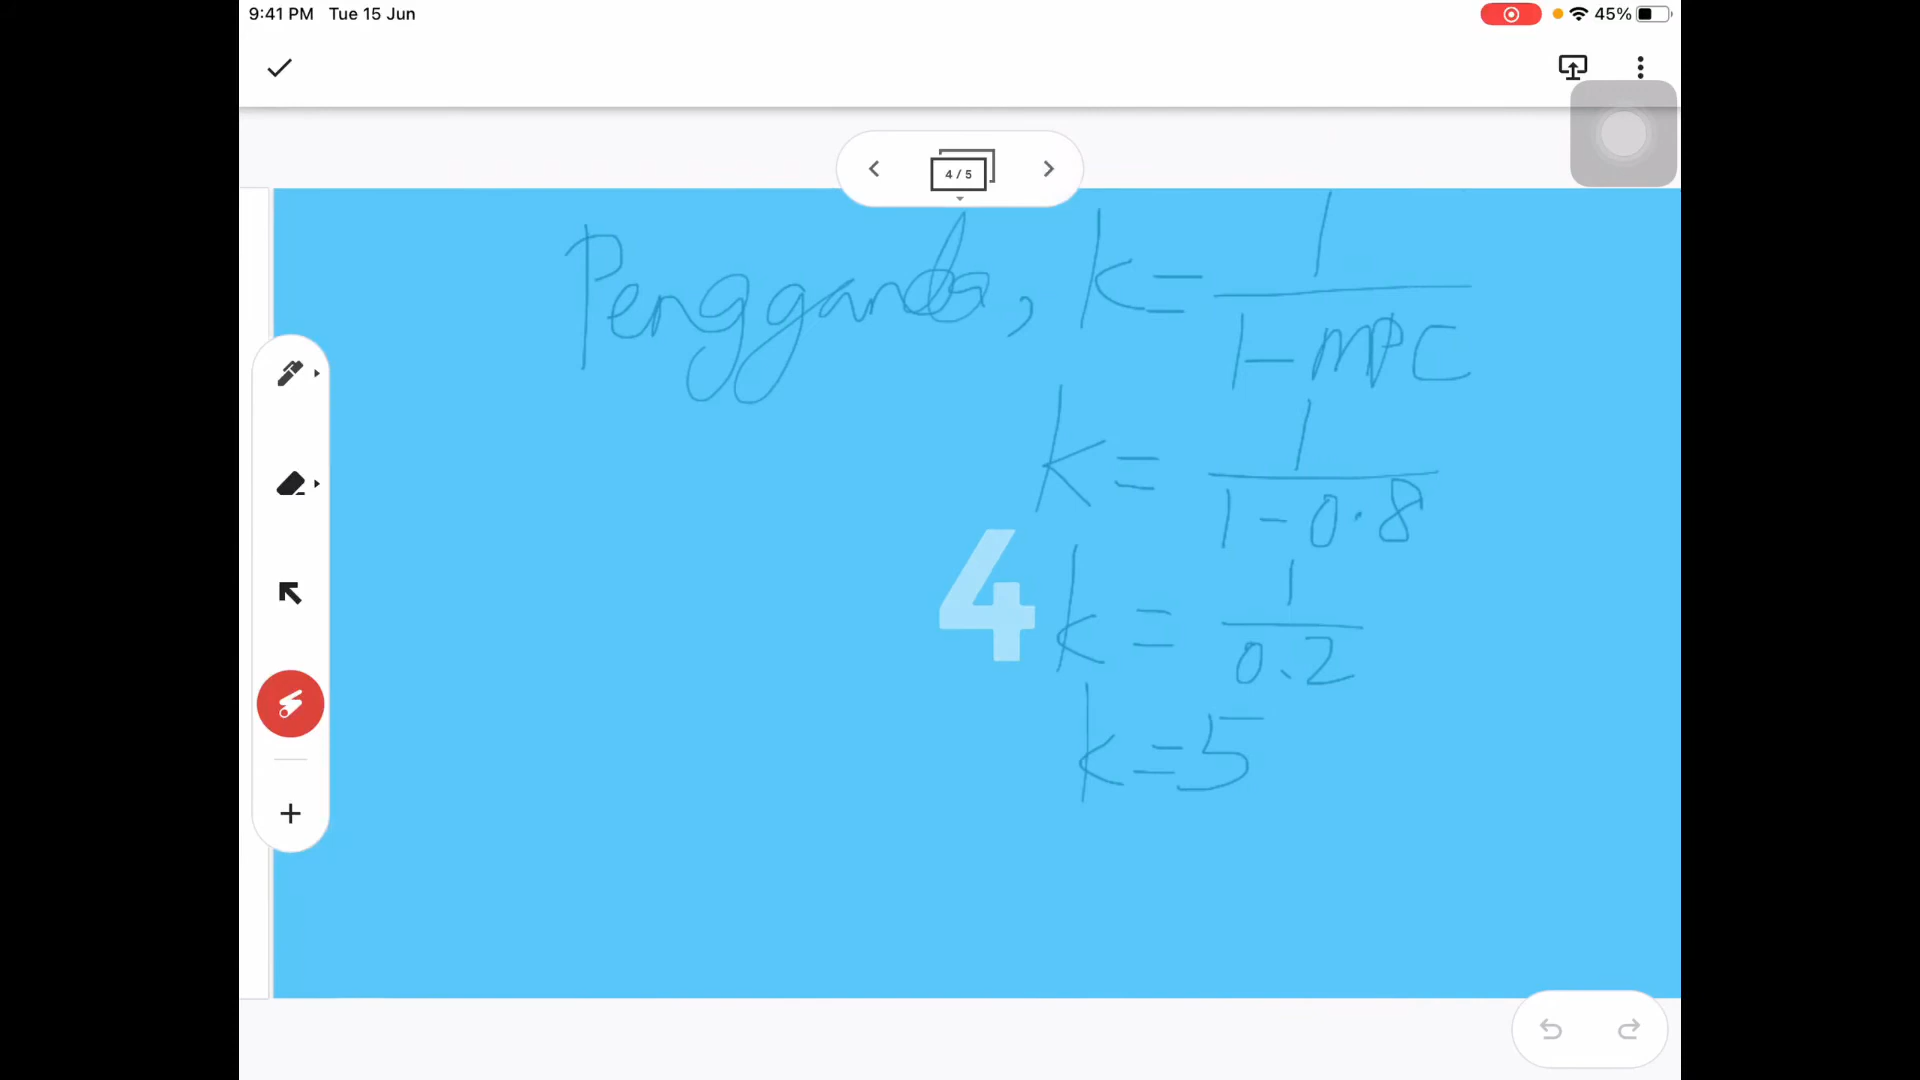 9:41 PM Tue 15 Jun
45%
4 / 5
Pengganda, k = 1 / 1 - MPC
k = 1 / 1 - 0.8
4
k = 1 / 0.2
k = 5